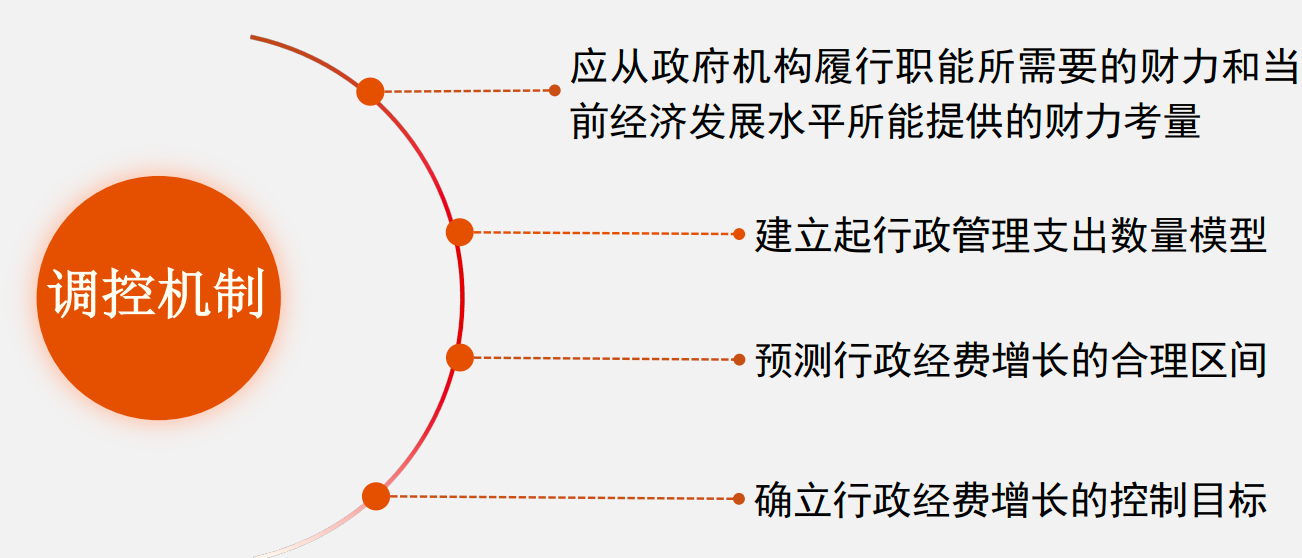 调控机制
应从政府机构履行职能所需要的财力和当
前经济发展水平所能提供的财力考量
建立起行政管理支出数量模型
预测行政经费增长的合理区间
确立行政经费增长的控制目标